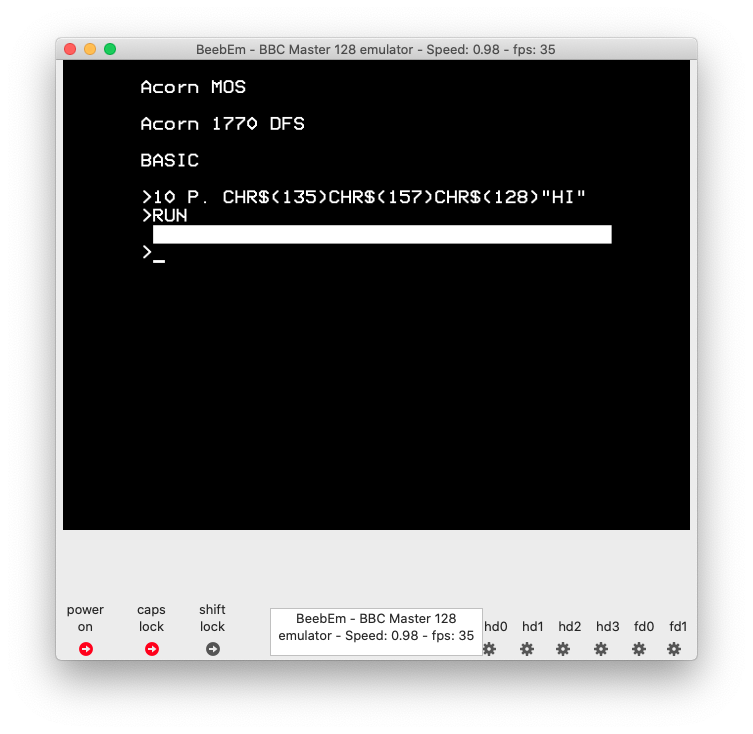 BeebEm - BBC Master 128 emulator - Speed: 0.98 - fps: 35
Acorn MOS
Acorn 1770 DFS
BASIC
>10 P. CHR$(135)CHR$(157)CHR$(128)"HI"
>RUN
>_
power on
caps lock
shift lock
BeebEm - BBC Master 128
emulator - Speed: 0.98 - fps: 35
hd0 hd1 hd2 hd3 fd0 fd1